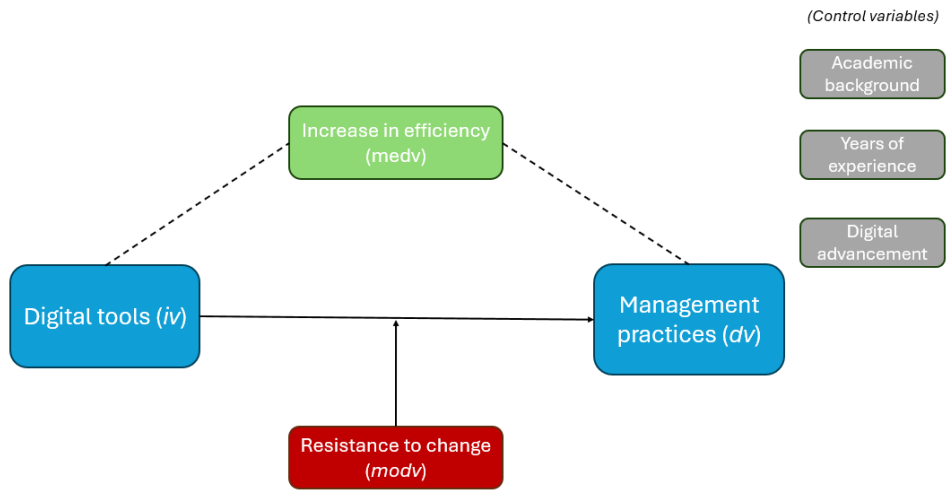 (Control variables)
Academic
background
Increase in efficiency
(medv)
Years of
experience
Digital
advancement
Digital tools (iv)
Management
practices (dv)
Resistance to change
(modv)